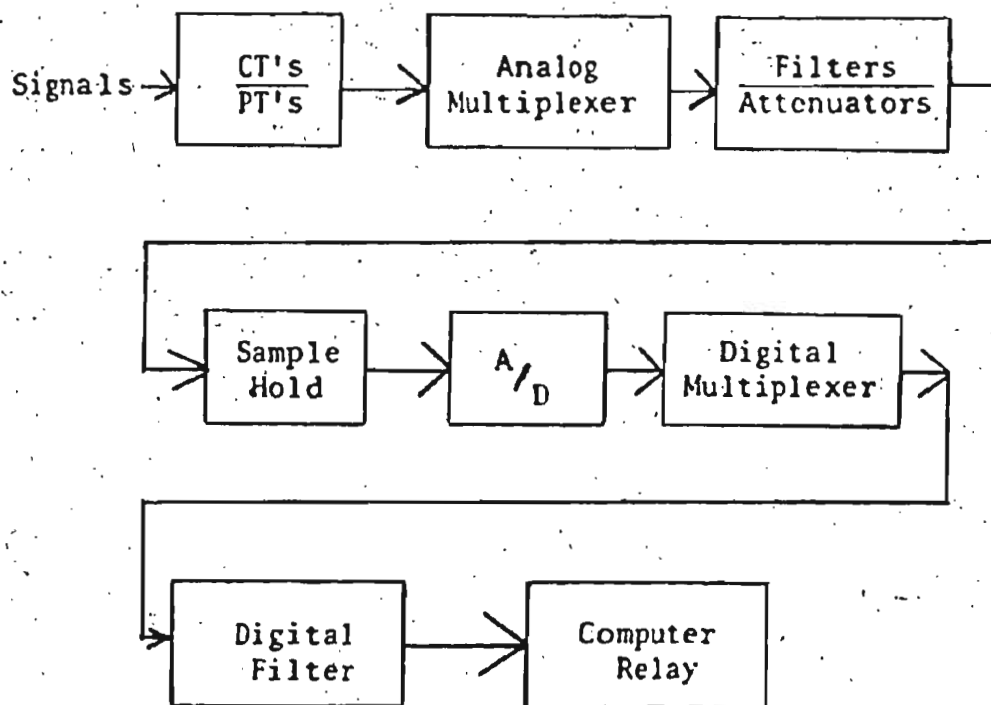 Signals
CT's
PT's
Analog
Multiplexer
Filters
Attenuators
Sample
Hold
A/D
Digital
Multiplexer
Digital
Filter
Computer
Relay